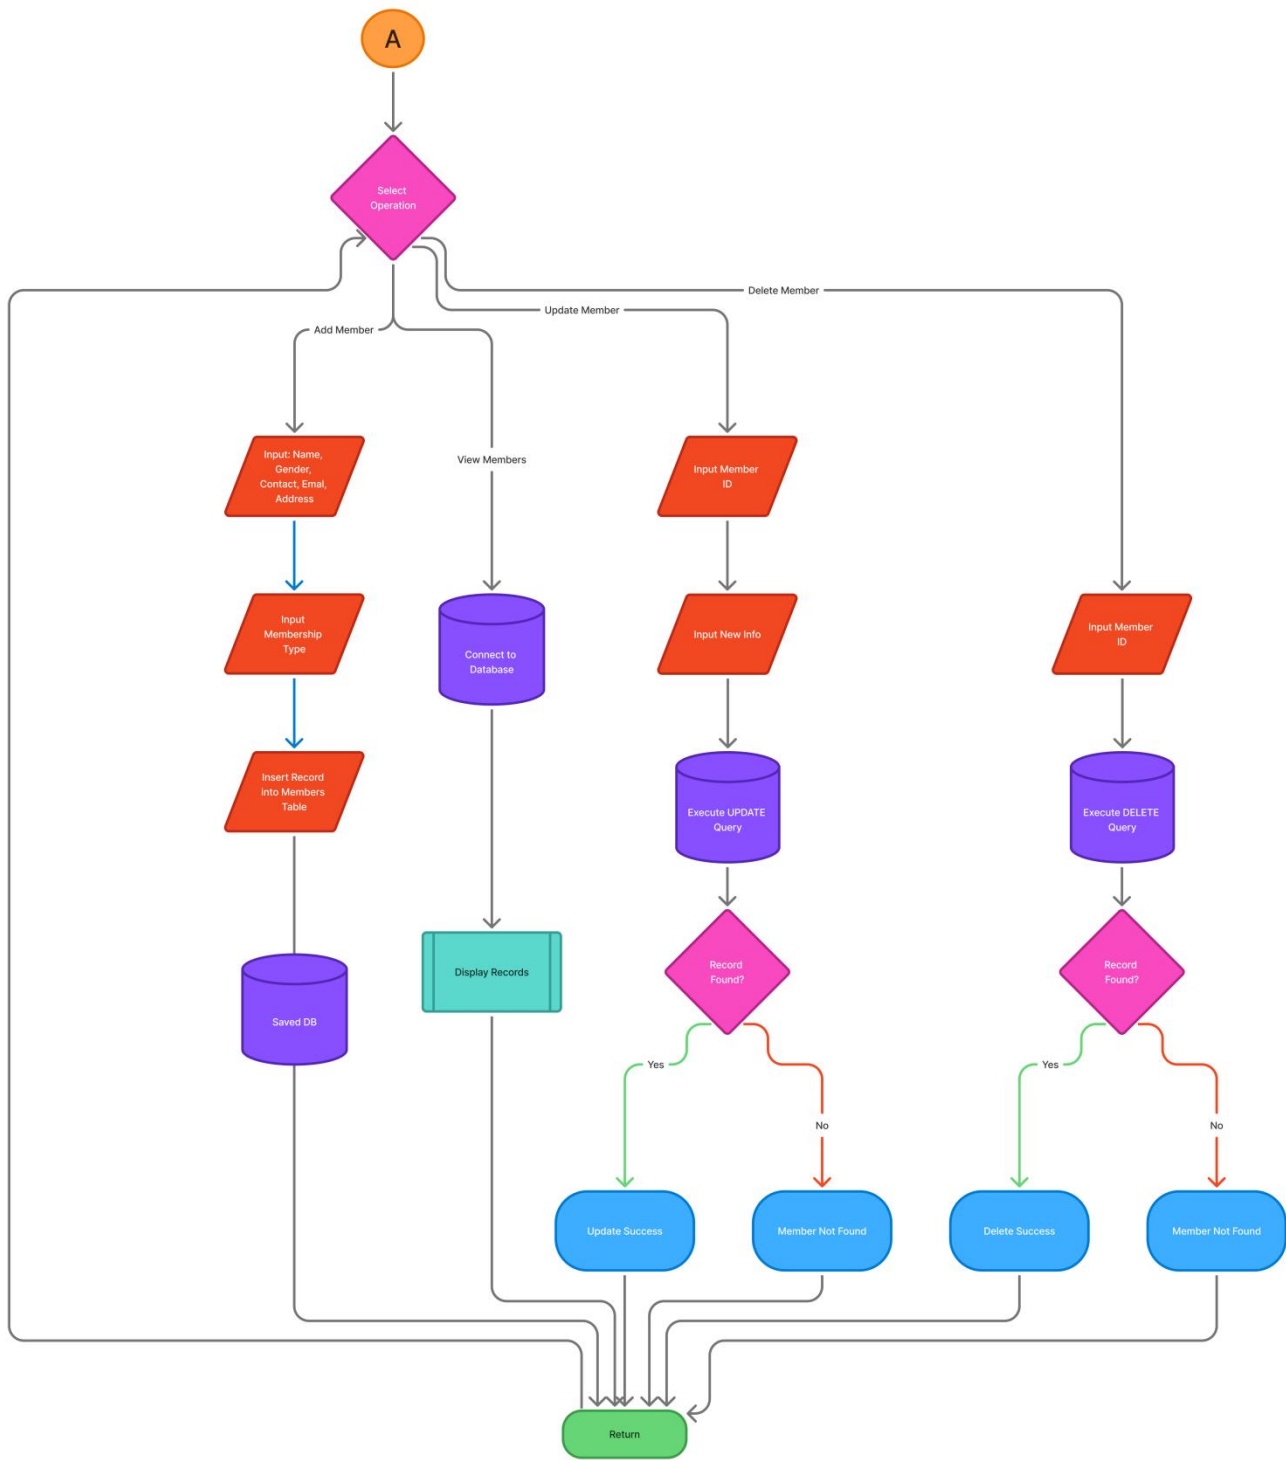 A
Select
Operation
Delete Member
Update Member
Add Member
Input: Name,
Gender,
Contact, Emal,
Address
View Members
Input Member
ID
Input
Membership
Type
Connect to
Database
Input New Info
Input Member
ID
Insert Record
into Members
Table
Execute UPDATE
Query
Execute DELETE
Query
Saved DB
Display Records
Record
Found?
Record
Found?
Yes
No
Yes
No
Update Success
Member Not Found
Delete Success
Member Not Found
Return